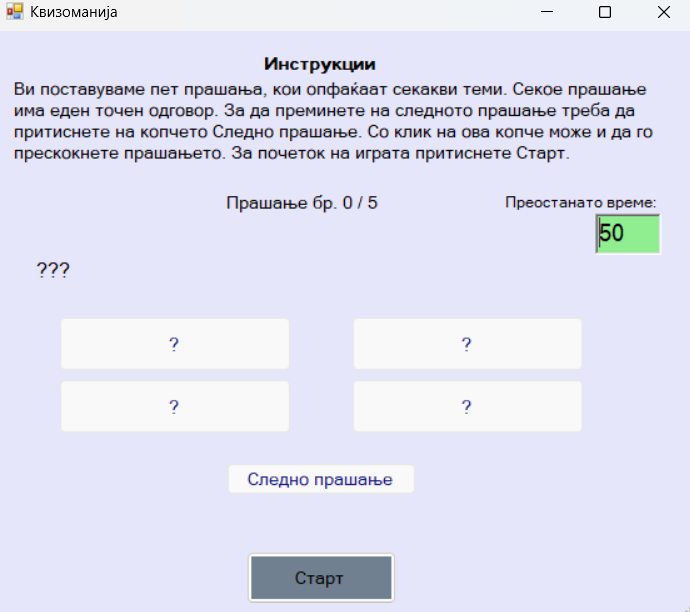 Квизоманија
Инструкции
Ви поставуваме пет прашања, кои опфаќаат секакви теми. Секое прашање
има еден точен одговор. За да преминете на следното прашање треба да
притиснете на копчето Следно прашање. Со клик на ова копче може и да го
прескокнете прашањето. За почеток на играта притиснете Старт.
Прашање бр. 0 / 5
Преостанато време:
50
???
?
?
?
?
Следно прашање
Старт